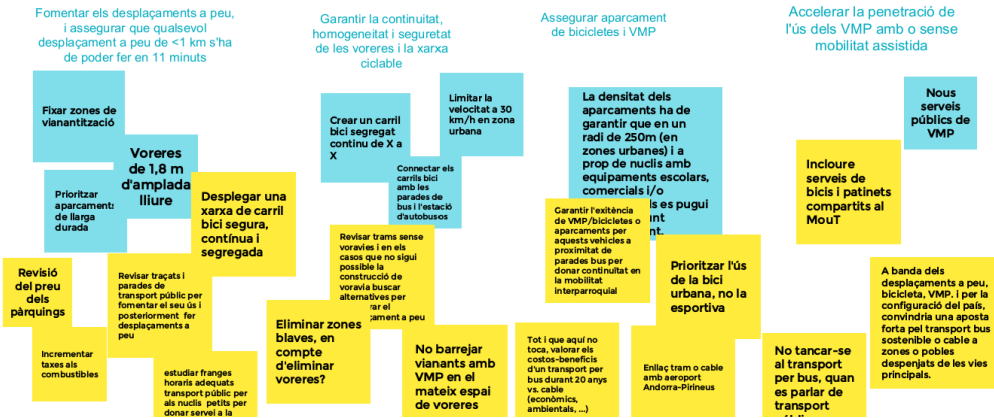 Fomentar els desplaçaments a peu,
i assegurar que qualsevol
desplaçament a peu de <1 km s'ha
de poder fer en 11 minuts
Fixar zones de
vianantització
Voreres
de 1,8 m
d'amplada
lliure
Prioritzar
aparcaments
de llarga
durada
Desplegar una
xarxa de carril
bici segura,
contínua i
segregada
Revisió
del preu
dels
pàrquings
Revisar traçats i
parades de
transport públic per
fomentar el seu ús i
posteriorment fer
desplaçaments a
peu
Incrementar
taxes als
combustibles
estudiar franges
horaris adequats
transport públic per
als nuclis petits per
donar servei a la
Garantir la continuïtat,
homogeneïtat i seguretat
de les voreres i la xarxa
ciclable
Crear un carril
bici segregat
continu de X a
X
Limitar la
velocitat a 30
km/h en zona
urbana
Connectar els
carrils bici
amb les
parades de
bus i l'estació
d'autobusos
Revisar trams sense
voravies i en els
casos que no sigui
possible la
construcció de
voravia buscar
alternatives per
rar el
çament a peu
Eliminar zones
blaves, en
compte
d'eliminar
voreres?
No barrejar
vianants amb
VMP en el
mateix espai
de voreres
Assegurar aparcament
de bicicletes i VMP
La densitat dels
aparcaments ha de
garantir que en un
radi de 250m (en
zones urbanes) i a
prop de nuclis amb
equipaments escolars,
comercials i/o
ls es pugui
unt
nt.
Garantir l'exitència
de VMP/bicicletes o
aparcaments per
aquests vehicles a
proximitat de
parades bus per
donar continuïtat en
la mobilitat
interparroquial
Prioritzar l'ús
de la bici
urbana, no la
esportiva
Tot i que aquí no
toca, valorar els
costos-beneficis
d'un transport per
bus durant 20 anys
vs. cable
(econòmics,
ambientals, ...)
Enllaç tram o cable
amb aeroport
Andorra-Pirineus
Accelerar la penetració de
l'ús dels VMP amb o sense
mobilitat assistida
Nous
serveis
públics de
VMP
Incloure
serveis de
bicis i patinets
compartits al
MouT
A banda dels
desplaçaments a peu,
bicicleta, VMP. i per la
configuració del país,
convindria una aposta
forta pel transport bus
sostenible o cable a
zones o pobles
despenjats de les vies
principals.
No tancar-se
al transport
per bus, quan
es parlar de
transport